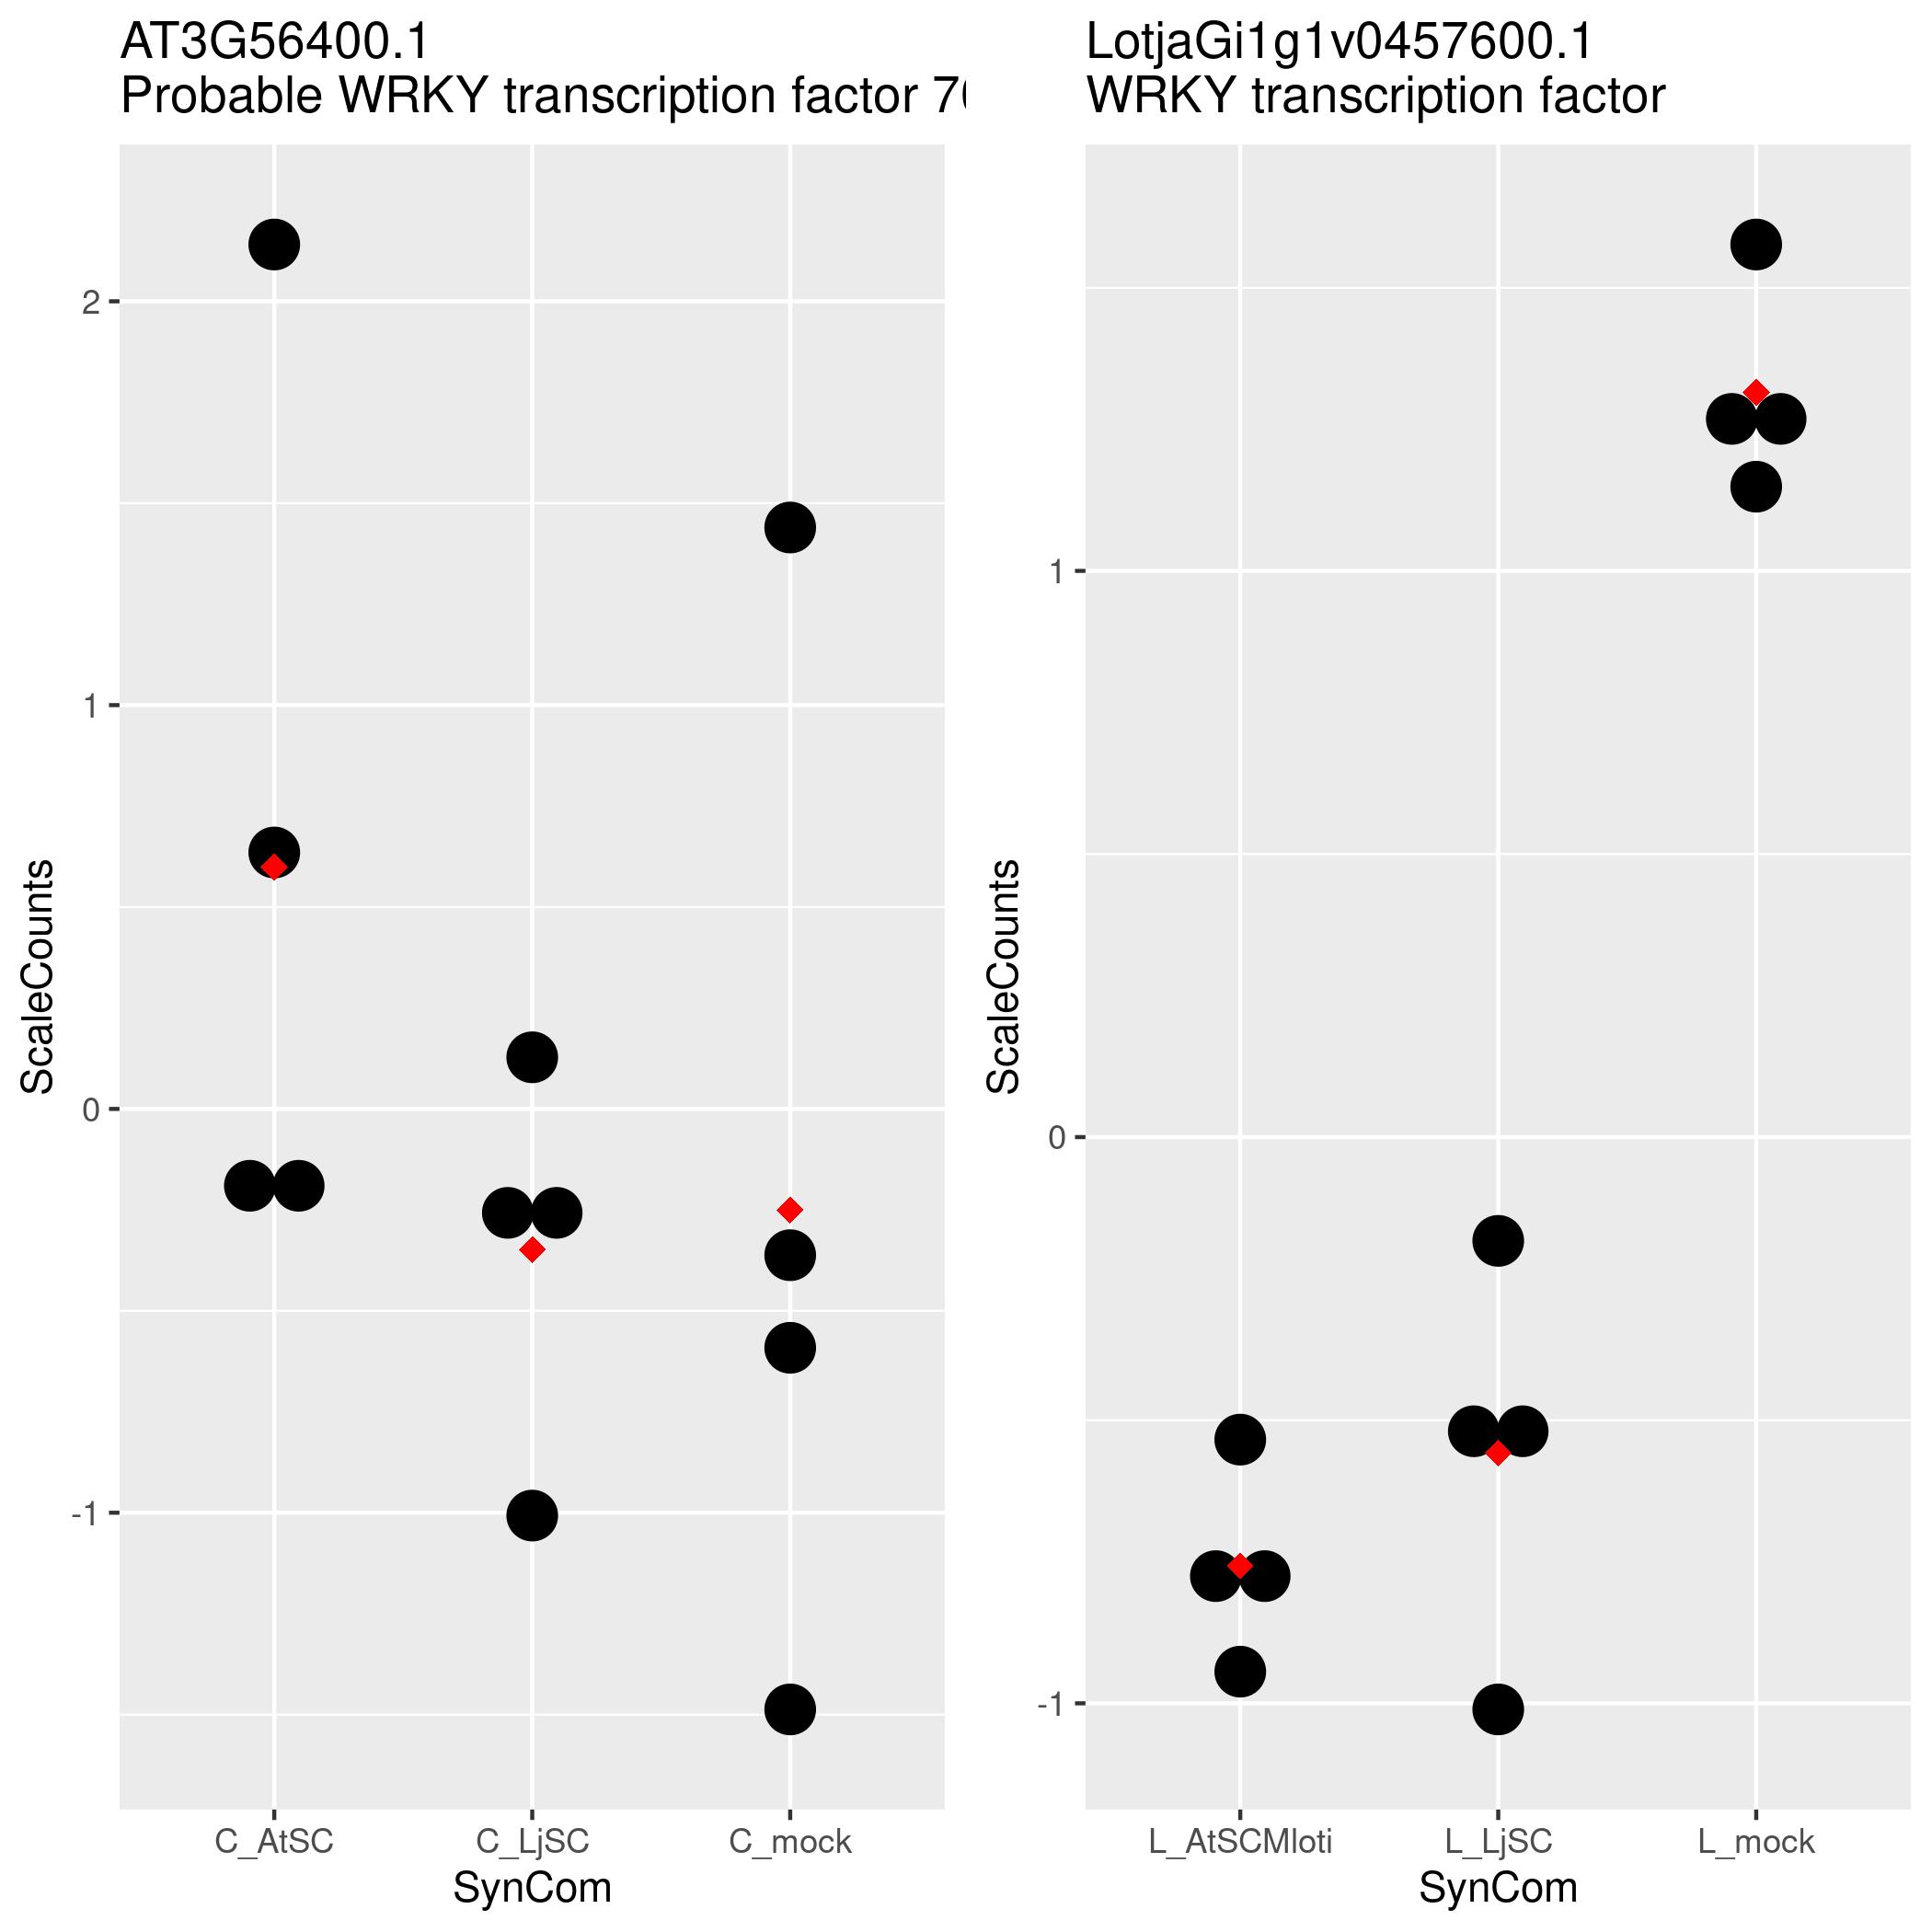 AT3G56400.1
Probable WRKY transcription factor
ScaleCounts
2
1
0
-1
C_AtSC C_LjSC C_mock
SynCom
LotjaGi1g1v0457600.1
WRKY transcription factor
ScaleCounts
1
0
-1
L_AtSCMloti L_LjSC L_mock
SynCom